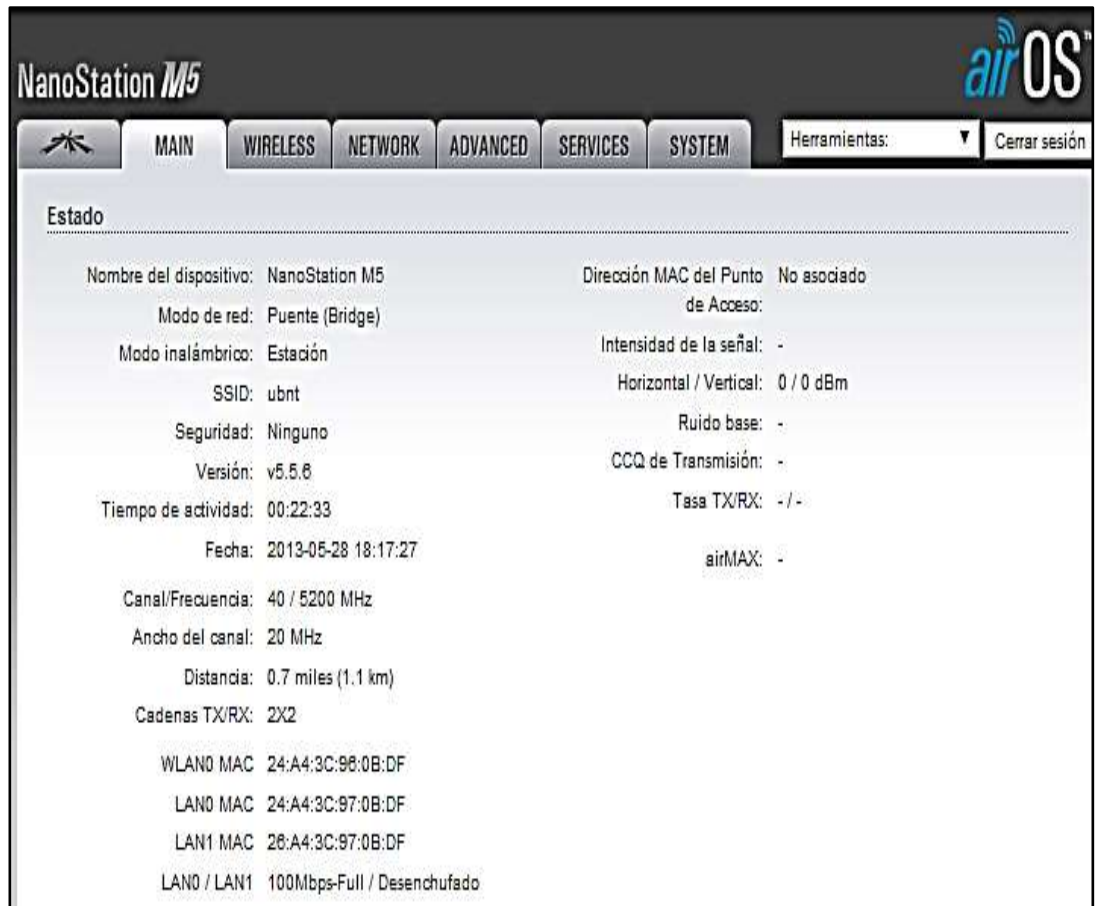 NanoStation M5
airOS™
MAIN WIRELESS NETWORK ADVANCED SERVICES SYSTEM Herramientas: Cerrar sesión
Estado
Nombre del dispositivo: NanoStation M5
Modo de red: Puente (Bridge)
Modo inalámbrico: Estación
SSID: ubnt
Seguridad: Ninguno
Versión: v5.5.6
Tiempo de actividad: 00:22:33
Fecha: 2013-05-28 18:17:27
Canal/Frecuencia: 40 / 5200 MHz
Ancho del canal: 20 MHz
Distancia: 0.7 miles (1.1 km)
Cadenas TX/RX: 2X2
WLAN0 MAC 24:A4:3C:96:0B:DF
LAN0 MAC 24:A4:3C:97:0B:DF
LAN1 MAC 26:A4:3C:97:0B:DF
LAN0 / LAN1 100Mbps-Full / Desenchufado
Dirección MAC del Punto No asociado
de Acceso:
Intensidad de la señal: -
Horizontal / Vertical: 0 / 0 dBm
Ruido base: -
CCQ de Transmisión: -
Tasa TX/RX: - / -
airMAX: -